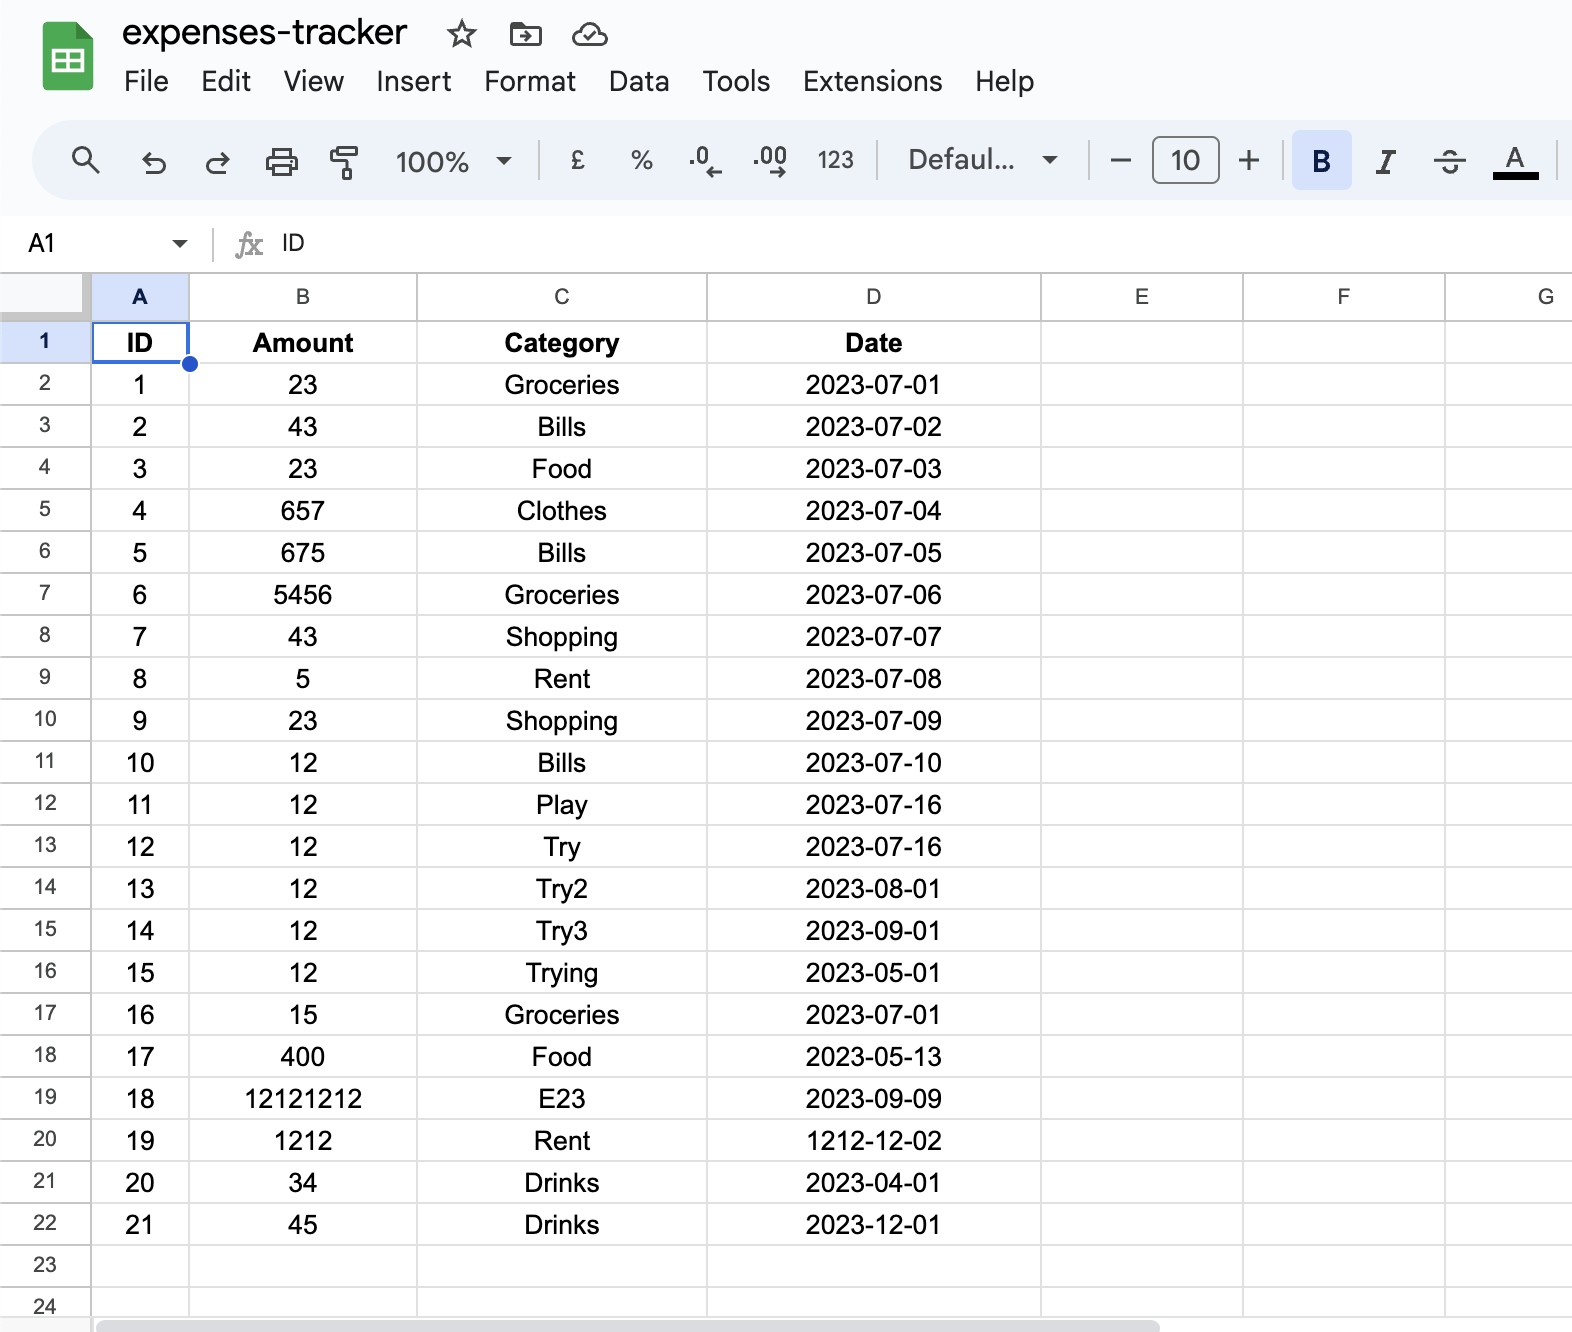 expenses-tracker
File Edit View Insert Format Data Tools Extensions Help
100% £ % .0 .00 123 Defaul... − 10 + B I S A
A1 fx ID
A B C D E F G
1 ID Amount Category Date
2 1 23 Groceries 2023-07-01
3 2 43 Bills 2023-07-02
4 3 23 Food 2023-07-03
5 4 657 Clothes 2023-07-04
6 5 675 Bills 2023-07-05
7 6 5456 Groceries 2023-07-06
8 7 43 Shopping 2023-07-07
9 8 5 Rent 2023-07-08
10 9 23 Shopping 2023-07-09
11 10 12 Bills 2023-07-10
12 11 12 Play 2023-07-16
13 12 12 Try 2023-07-16
14 13 12 Try2 2023-08-01
15 14 12 Try3 2023-09-01
16 15 12 Trying 2023-05-01
17 16 15 Groceries 2023-07-01
18 17 400 Food 2023-05-13
19 18 12121212 E23 2023-09-09
20 19 1212 Rent 1212-12-02
21 20 34 Drinks 2023-04-01
22 21 45 Drinks 2023-12-01
23
24